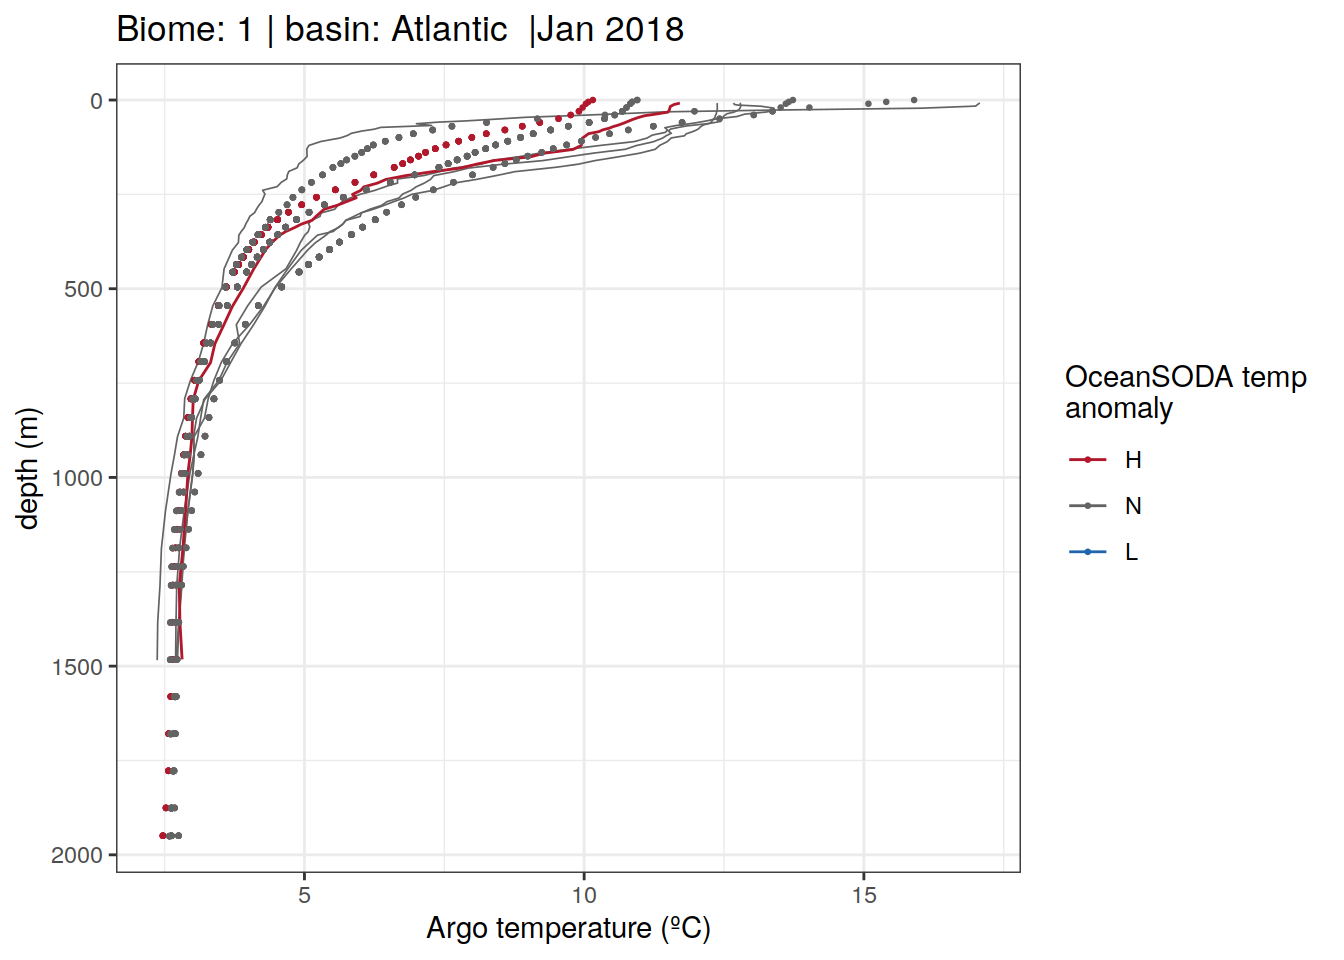 Biome: 1 | basin: Atlantic  |Jan 2018
0
500
1000
1500
2000
depth (m)
5
10
15
Argo temperature (ºC)
OceanSODA temp
anomaly
H
N
L